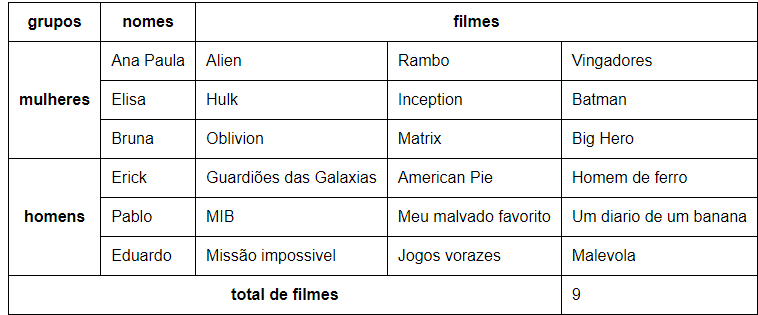 grupos nomes filmes
Ana Paula Alien Rambo Vingadores
mulheres Elisa Hulk Inception Batman
Bruna Oblivion Matrix Big Hero
Erick Guardiões das Galaxias American Pie Homem de ferro
homens Pablo MIB Meu malvado favorito Um diario de um banana
Eduardo Missão impossivel Jogos vorazes Malevola
total de filmes 9